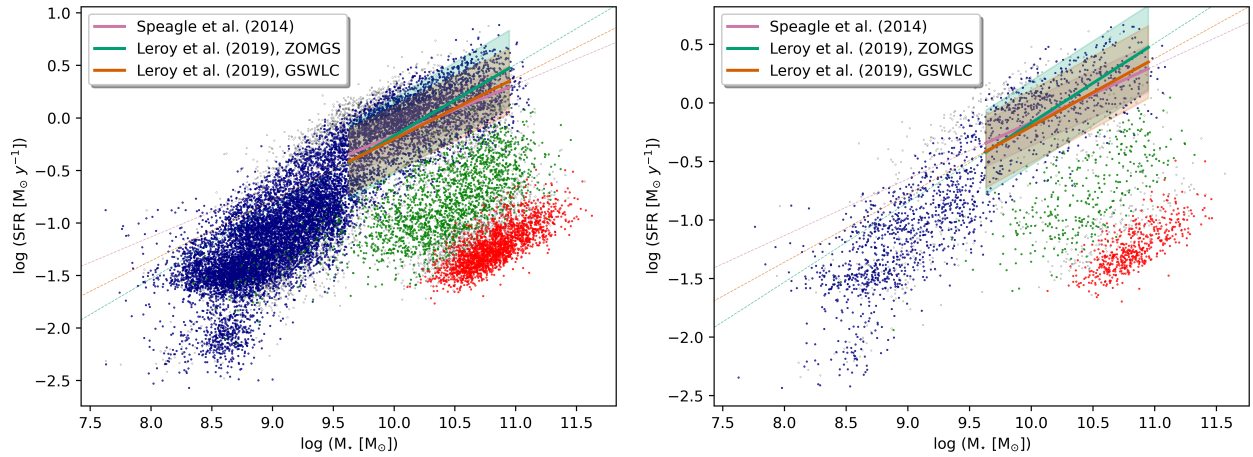 Speagle et al. (2014)
Leroy et al. (2019), ZOMGS
Leroy et al. (2019), GSWLC
log (SFR [M⊙ y⁻¹])
1.0
0.5
0.0
−0.5
−1.0
−1.5
−2.0
−2.5
7.5 8.0 8.5 9.0 9.5 10.0 10.5 11.0 11.5
log (M⋆ [M⊙])
Speagle et al. (2014)
Leroy et al. (2019), ZOMGS
Leroy et al. (2019), GSWLC
log (SFR [M⊙ y⁻¹])
0.5
0.0
−0.5
−1.0
−1.5
−2.0
−2.5
7.5 8.0 8.5 9.0 9.5 10.0 10.5 11.0 11.5
log (M⋆ [M⊙])